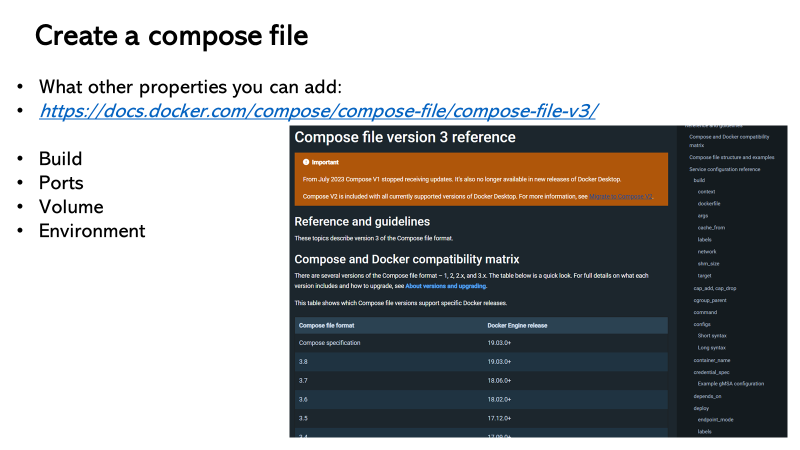 Create a compose file
• What other properties you can add:
• https://docs.docker.com/compose/compose-file/compose-file-v3/
• Build
• Ports
• Volume
• Environment
Compose file version 3 reference
Important
From July 2023 Compose V1 stopped receiving updates. It's also no longer available in new releases of Docker Desktop.
Compose V2 is included with all currently supported versions of Docker Desktop. For more information, see Migrate to Compose V2.
Reference and guidelines
These topics describe version 3 of the Compose file format.
Compose and Docker compatibility matrix
There are several versions of the Compose file format – 1, 2, 2.x, and 3.x. The table below is a quick look. For full details on what each
version includes and how to upgrade, see About versions and upgrading.
This table shows which Compose file versions support specific Docker releases.
Compose file format Docker Engine release
Compose specification 19.03.0+
3.8 19.03.0+
3.7 18.06.0+
3.6 18.02.0+
3.5 17.12.0+
3.4 17.09.0+
Reference and guidelines
Compose and Docker compatibility
matrix
Compose file structure and examples
Service configuration reference
build
context
dockerfile
args
cache_from
labels
network
shm_size
target
cap_add, cap_drop
cgroup_parent
command
configs
Short syntax
Long syntax
container_name
credential_spec
Example gMSA configuration
depends_on
deploy
endpoint_mode
labels